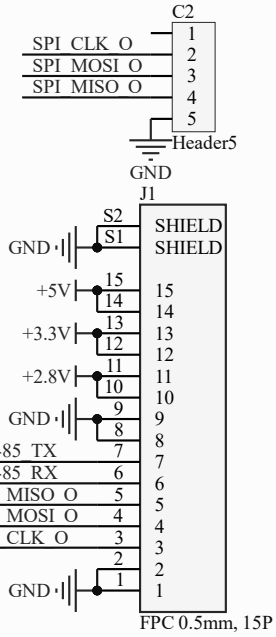 C2
1
SPI_CLK_O 2
SPI_MOSI_O 3
SPI_MISO_O 4
5
Header5
GND
J1
S2 SHIELD
GND S1 SHIELD
+5V 15 15
14 14
+3.3V 13 13
12 12
+2.8V 11 11
10 10
GND 9 9
8 8
85_TX 7 7
85_RX 6 6
MISO_O 5 5
MOSI_O 4 4
CLK_O 3 3
2 2
GND 1 1
FPC 0.5mm, 15P